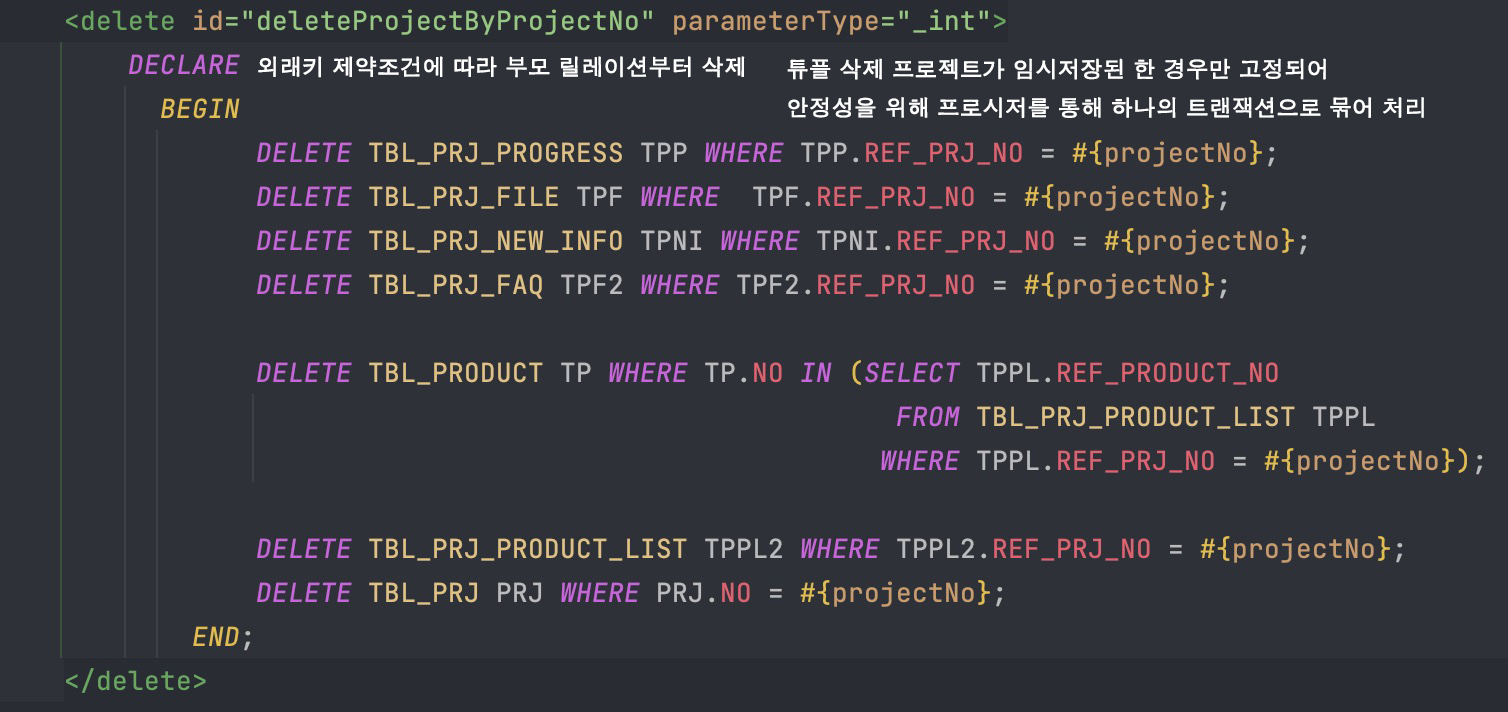 <delete id="deleteProjectByProjectNo" parameterType="_int">
DECLARE 외래키 제약조건에 따라 부모 릴레이션부터 삭제 튜플 삭제 프로젝트가 임시저장된 한 경우만 고정되어
BEGIN 안정성을 위해 프로시저를 통해 하나의 트랜잭션으로 묶어 처리
DELETE TBL_PRJ_PROGRESS TPP WHERE TPP.REF_PRJ_NO = #{projectNo};
DELETE TBL_PRJ_FILE TPF WHERE  TPF.REF_PRJ_NO = #{projectNo};
DELETE TBL_PRJ_NEW_INFO TPNI WHERE TPNI.REF_PRJ_NO = #{projectNo};
DELETE TBL_PRJ_FAQ TPF2 WHERE TPF2.REF_PRJ_NO = #{projectNo};
DELETE TBL_PRODUCT TP WHERE TP.NO IN (SELECT TPPL.REF_PRODUCT_NO
FROM TBL_PRJ_PRODUCT_LIST TPPL
WHERE TPPL.REF_PRJ_NO = #{projectNo});
DELETE TBL_PRJ_PRODUCT_LIST TPPL2 WHERE TPPL2.REF_PRJ_NO = #{projectNo};
DELETE TBL_PRJ PRJ WHERE PRJ.NO = #{projectNo};
END;
</delete>